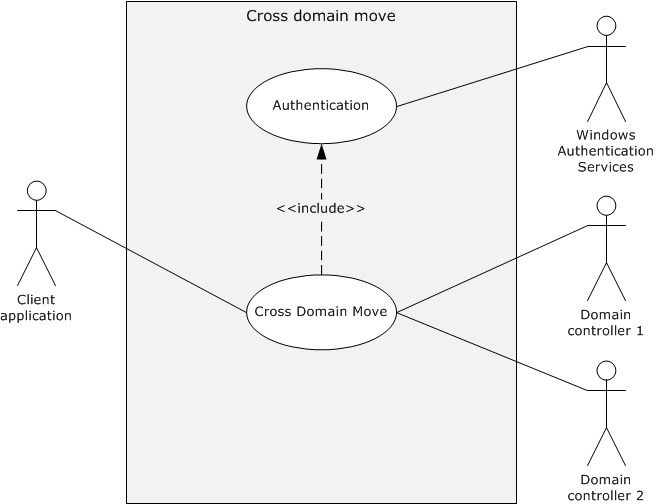 Cross domain move
Authentication
Windows
Authentication
Services
<<include>>
Client
application
Cross Domain Move
Domain
controller 1
Domain
controller 2